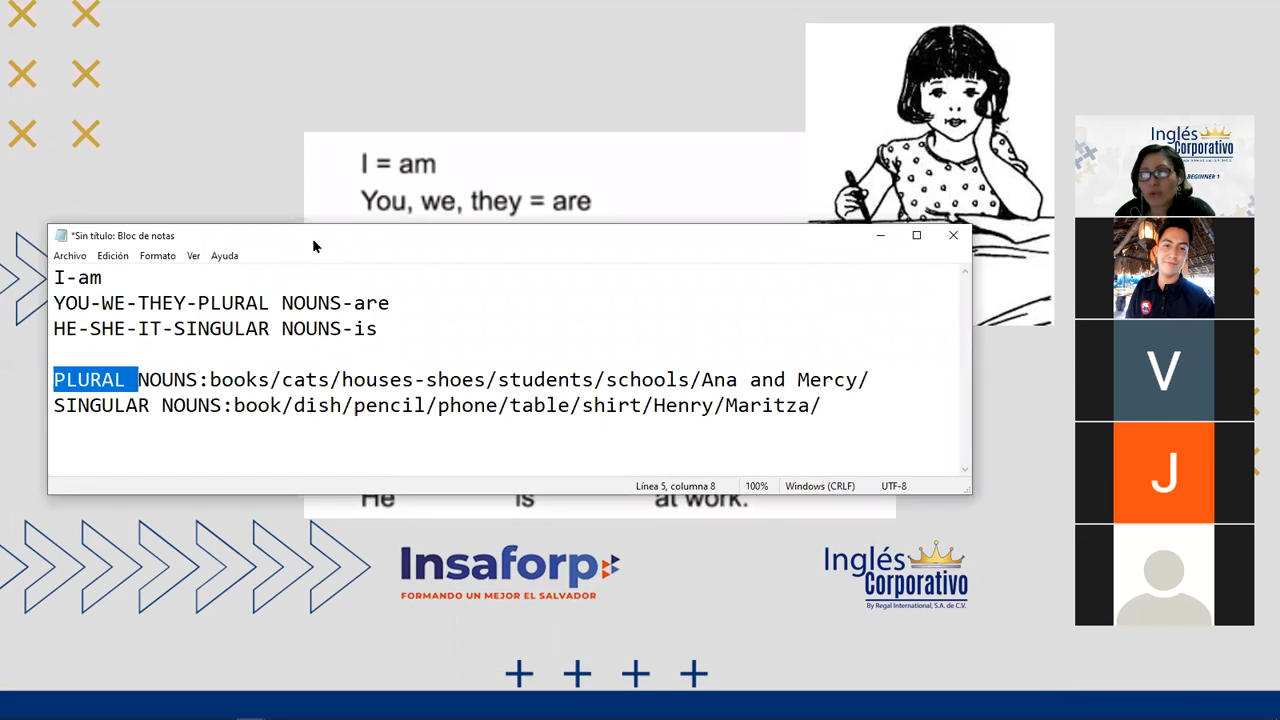 I = am
You, we, they = are
*Sin título: Bloc de notas
Archivo Edición Formato Ver Ayuda
I-am
YOU-WE-THEY-PLURAL NOUNS-are
HE-SHE-IT-SINGULAR NOUNS-is
PLURAL NOUNS:books/cats/houses-shoes/students/schools/Ana and Mercy/
SINGULAR NOUNS:book/dish/pencil/phone/table/shirt/Henry/Maritza/
Línea 5, columna 8 100% Windows (CRLF) UTF-8
He is at work.
Insaforp
FORMANDO UN MEJOR EL SALVADOR
Inglés
Corporativo
By Regal International, S.A. de C.V.
Inglés
Corporativo
BEGINNER 1
V
J